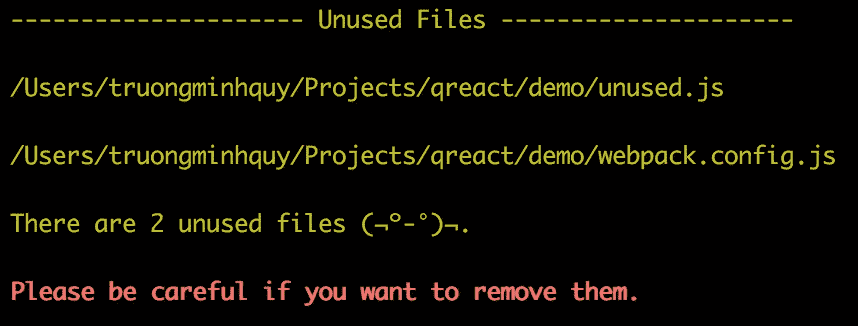 --------------------- Unused Files ---------------------
/Users/truongminhquy/Projects/qreact/demo/unused.js
/Users/truongminhquy/Projects/qreact/demo/webpack.config.js
There are 2 unused files (¬º-°)¬.
Please be careful if you want to remove them.